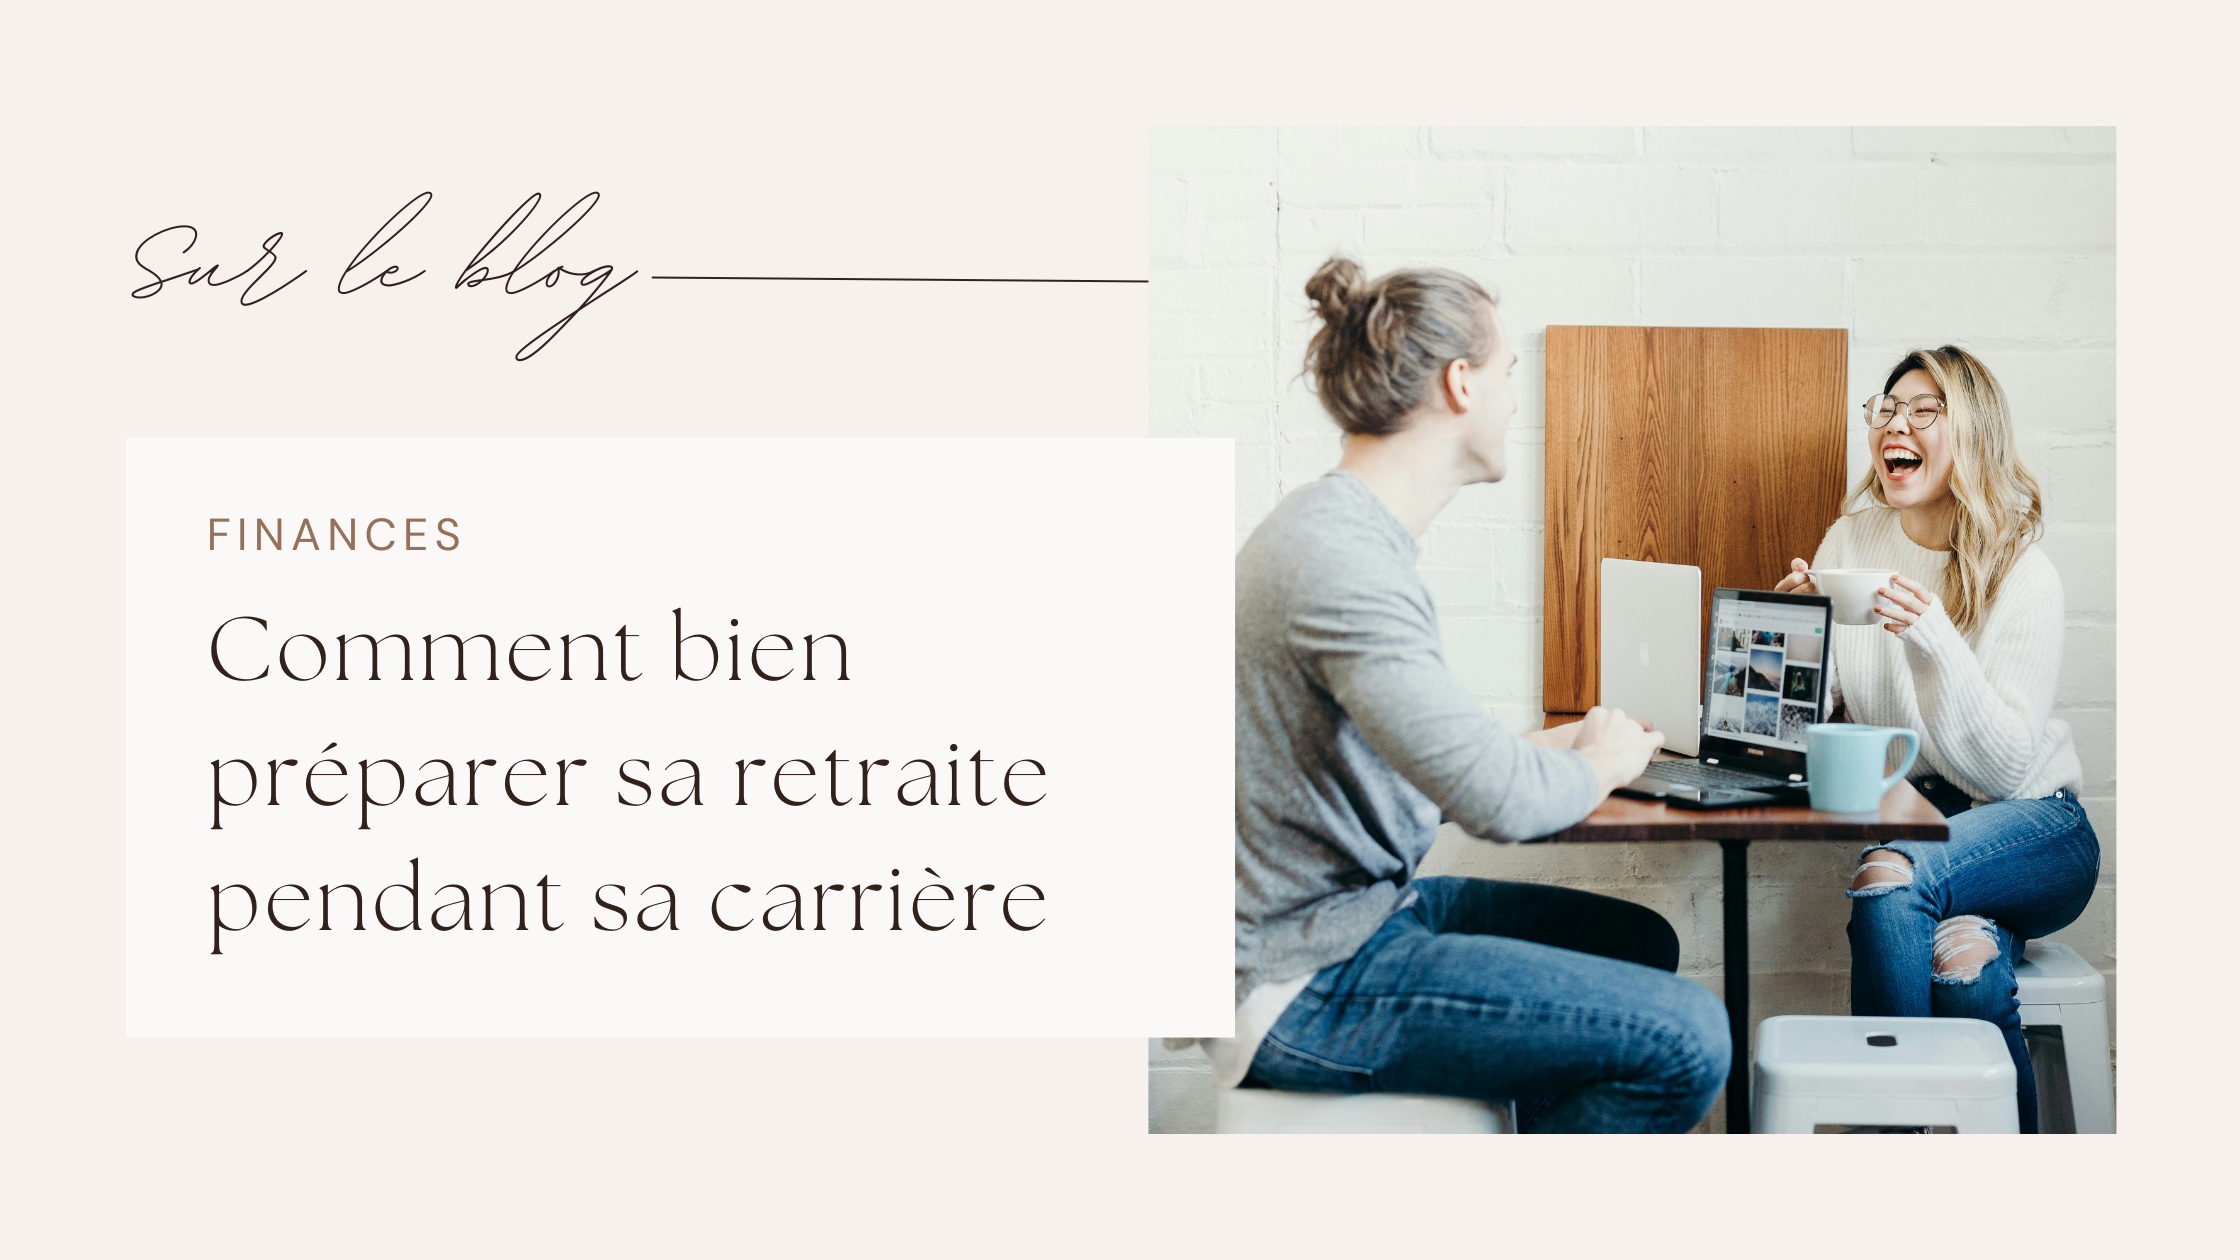 Sur le blog
FINANCES
Comment bien
préparer sa retraite
pendant sa carrière